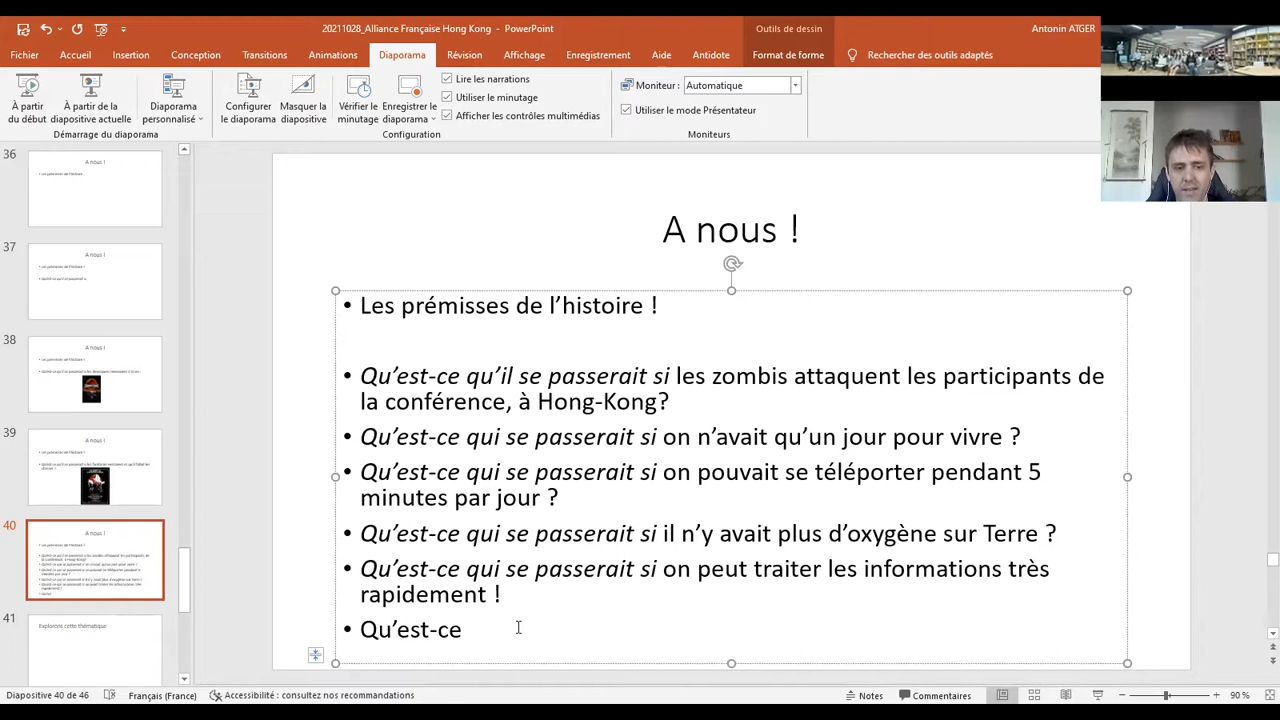 20211028_Alliance Française Hong Kong - PowerPoint
Outils de dessin
Antonin ATGER
Fichier Accueil Insertion Conception Transitions Animations Diaporama Révision Affichage Enregistrement Aide Antidote Format de forme Rechercher des outils adaptés
À partir du début
À partir de la diapositive actuelle
Diaporama personnalisé
Démarrage du diaporama
Configurer le diaporama
Masquer la diapositive
Vérifier le minutage
Enregistrer le diaporama
Lire les narrations
Utiliser le minutage
Afficher les contrôles multimédias
Configuration
Moniteur : Automatique
Utiliser le mode Présentateur
Moniteurs
36
A nous !
37
A nous !
38
A nous !
39
A nous !
40
A nous !
41
Explorons cette thématique
A nous !
• Les prémisses de l'histoire !
• Qu'est-ce qu'il se passerait si les zombis attaquent les participants de
la conférence, à Hong-Kong?
• Qu'est-ce qui se passerait si on n'avait qu'un jour pour vivre ?
• Qu'est-ce qui se passerait si on pouvait se téléporter pendant 5
minutes par jour ?
• Qu'est-ce qui se passerait si il n'y avait plus d'oxygène sur Terre ?
• Qu'est-ce qui se passerait si on peut traiter les informations très
rapidement !
• Qu'est-ce
Diapositive 40 de 46 Français (France) Accessibilité : consultez nos recommandations Notes Commentaires 90 %